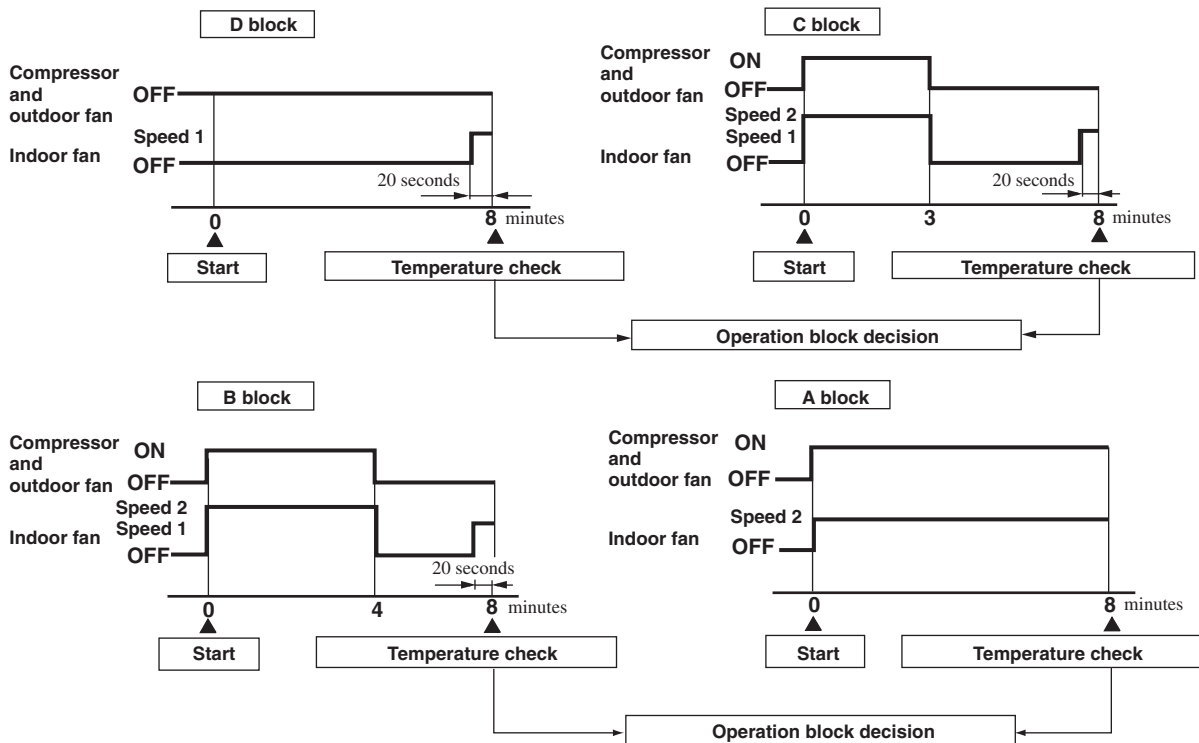 D block
Compressor
and
outdoor fan
OFF
Speed 1
Indoor fan
OFF
20 seconds
0
8 minutes
Start
Temperature check
C block
Compressor
and
outdoor fan
ON
OFF
Speed 2
Speed 1
Indoor fan
OFF
20 seconds
0
3
8 minutes
Start
Temperature check
Operation block decision
B block
Compressor
and
outdoor fan
ON
OFF
Speed 2
Speed 1
Indoor fan
OFF
20 seconds
0
4
8 minutes
Start
Temperature check
A block
Compressor
and
outdoor fan
ON
OFF
Speed 2
Indoor fan
OFF
0
8 minutes
Start
Temperature check
Operation block decision